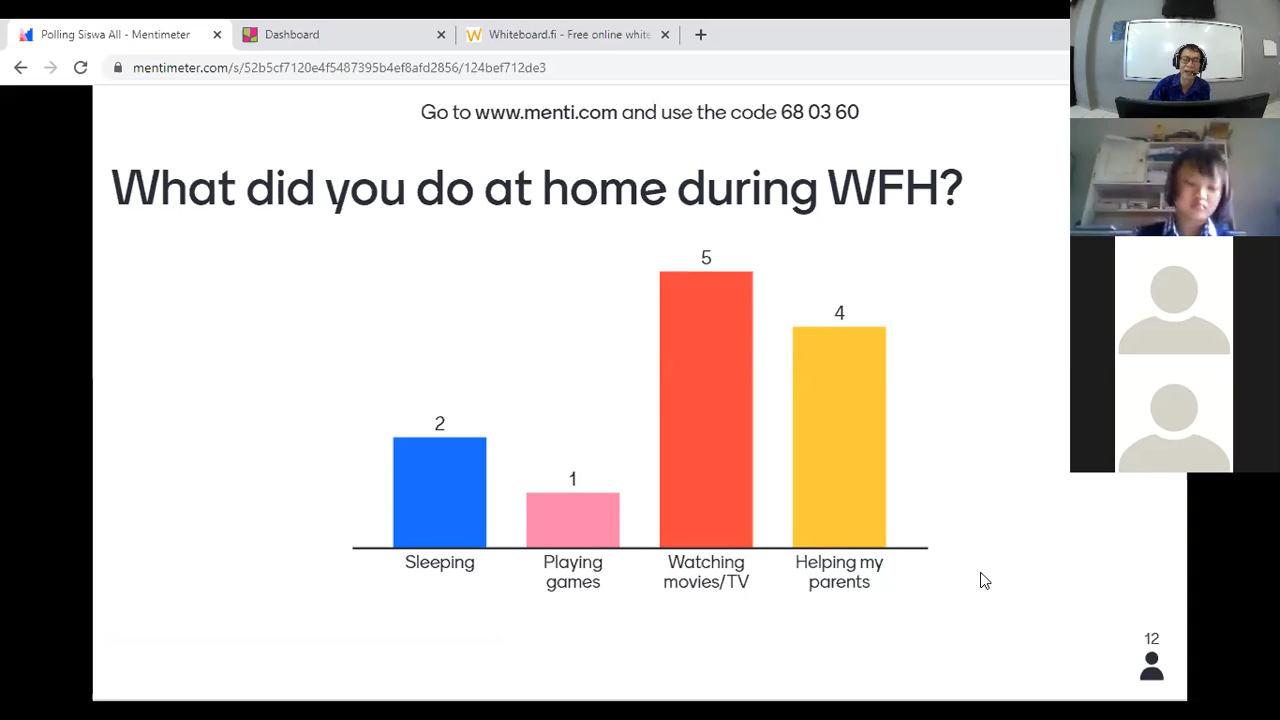 Polling Siswa All - Mentimeter
Dashboard
Whiteboard.fi - Free online white
mentimeter.com/s/52b5cf7120e4f5487395b4ef8afd2856/124bef712de3
Go to www.menti.com and use the code 68 03 60
What did you do at home during WFH?
5
4
2
1
Sleeping
Playing
games
Watching
movies/TV
Helping my
parents
12